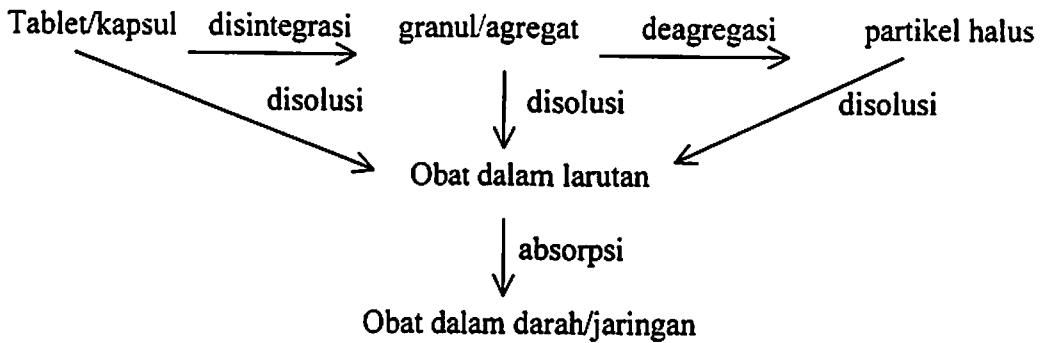 Tablet/kapsul disintegrasi granul/agregat deagregasi partikel halus
disolusi disolusi disolusi
Obat dalam larutan
absorpsi
Obat dalam darah/jaringan